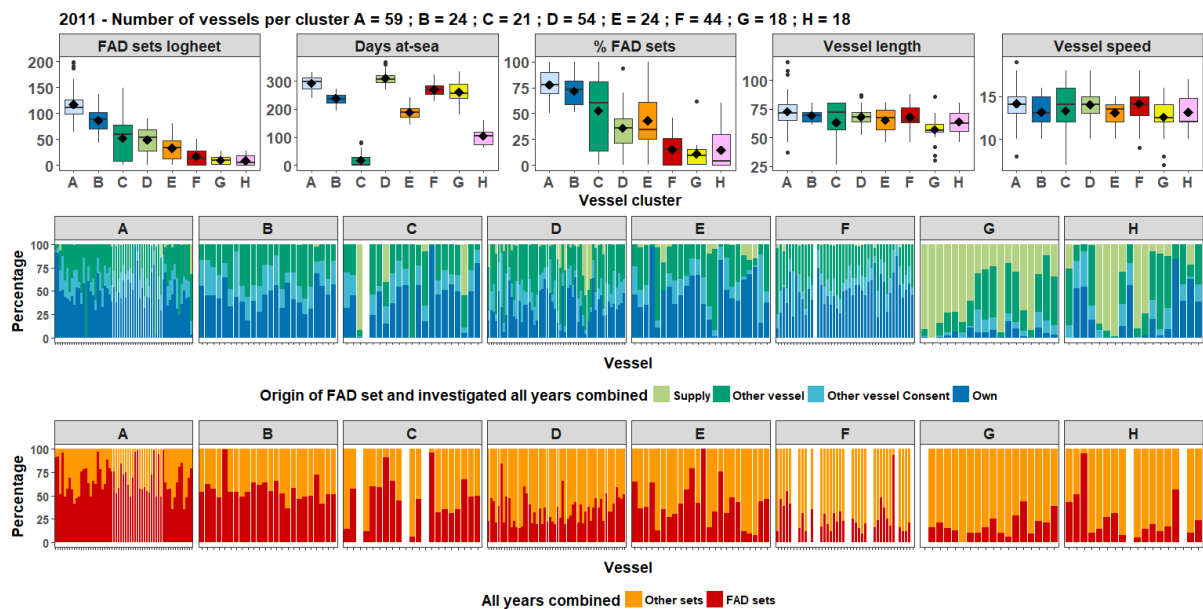 2011 - Number of vessels per cluster A = 59 ; B = 24 ; C = 21 ; D = 54 ; E = 24 ; F = 44 ; G = 18 ; H = 18
FAD sets logheet
Days at-sea
% FAD sets
Vessel length
Vessel speed
200
150
100
50
0
300
200
100
0
100
75
50
25
0
100
75
50
25
15
10
A B C D E F G H
A B C D E F G H
A B C D E F G H
A B C D E F G H
A B C D E F G H
Vessel cluster
A B C D E F G H
Percentage
100
75
50
25
0
Vessel
Origin of FAD set and investigated all years combined Supply Other vessel Other vessel Consent Own
A B C D E F G H
Percentage
100
75
50
25
0
Vessel
All years combined Other sets FAD sets